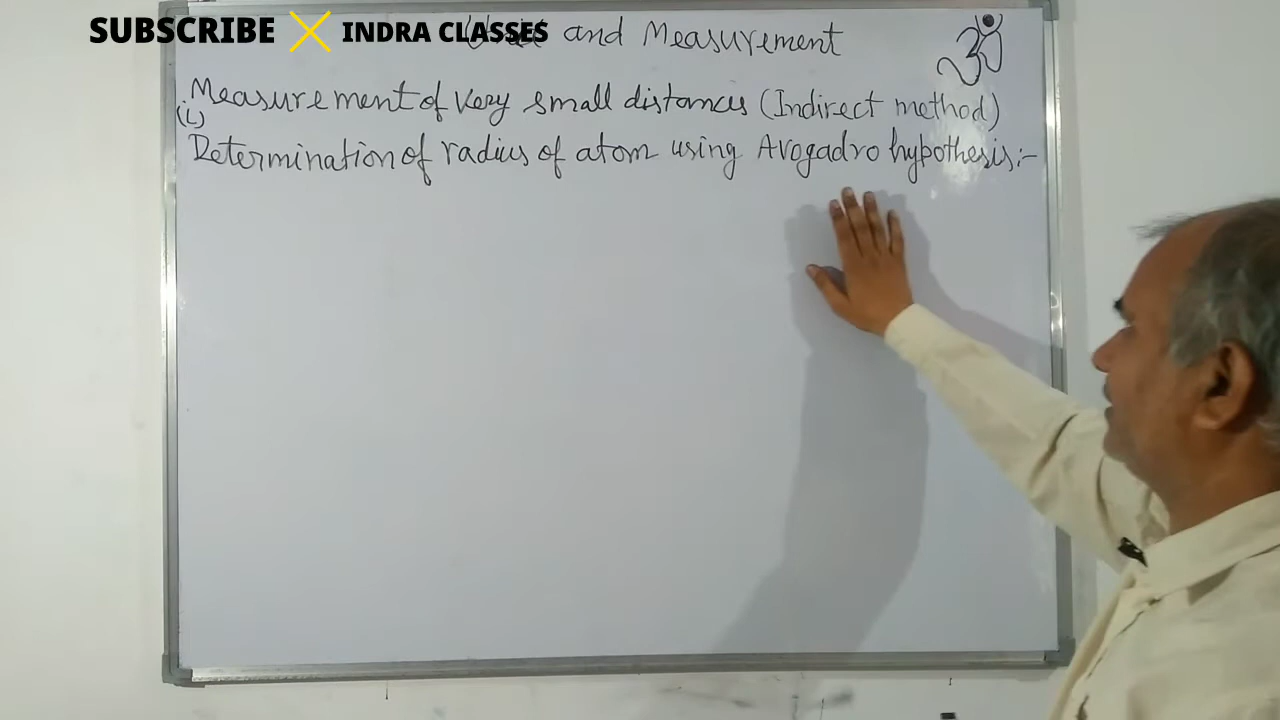 SUBSCRIBE INDRA CLASSES
and Measurement
ॐ
Measurement of very small distances (Indirect method)
(i)
Determination of radius of atom using Avogadro hypothesis:-